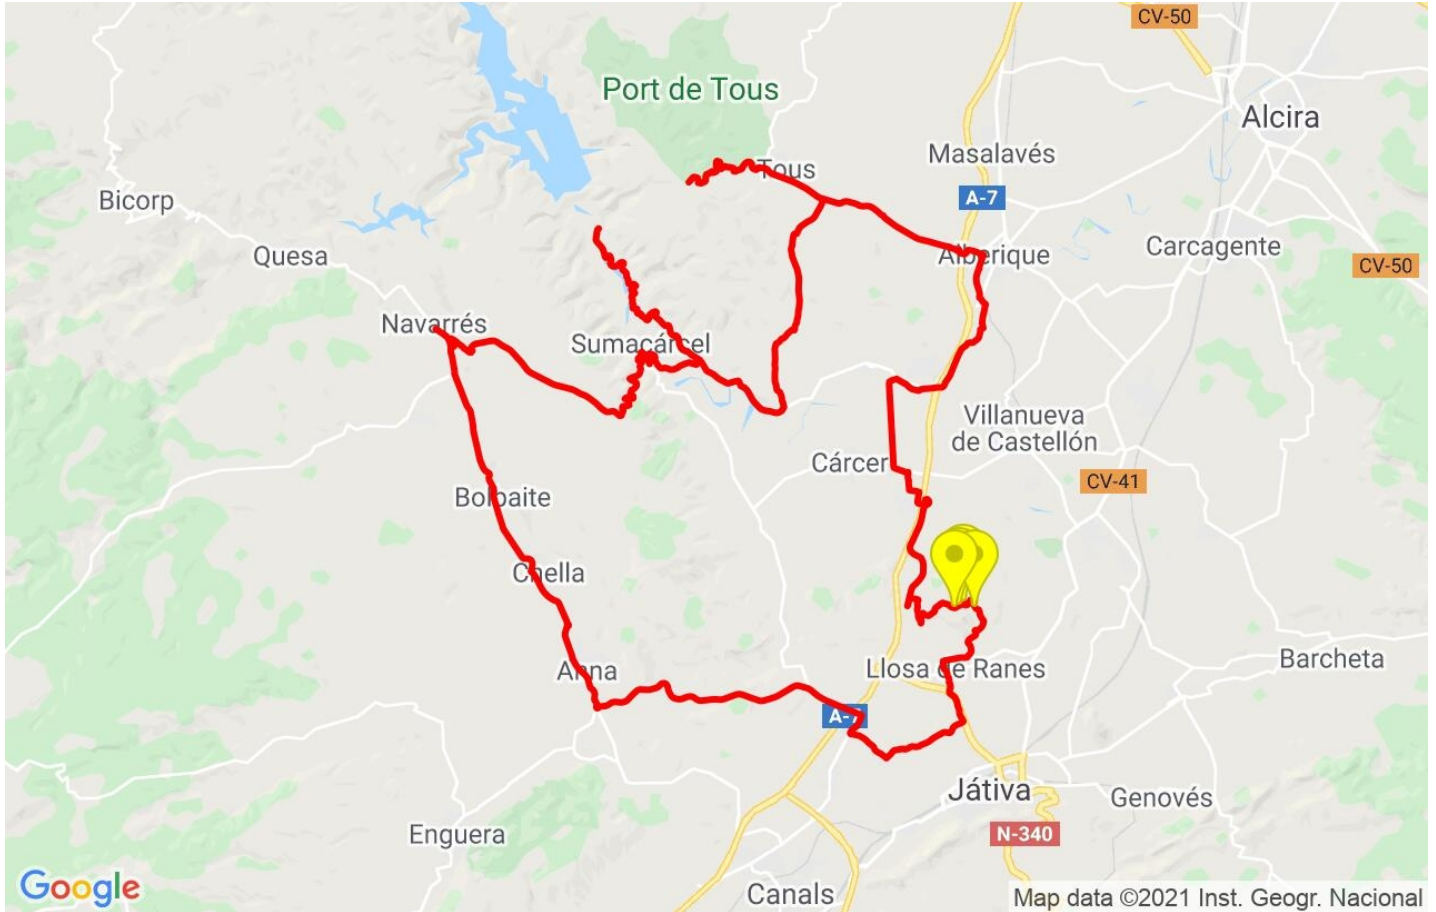 CV-50
Port de Tous
Alcira
Masalavés
Tous
A-7
Bicorp
Carcagente
Quesa
Alberique
CV-50
Navarrés
Sumacárcel
Villanueva
de Castellón
Cárcer
CV-41
Bolbaite
Chella
Anna
Llosa de Ranes
Barcheta
A-7
Játiva
Genovés
Enguera
N-340
Canals
Google
Map data ©2021 Inst. Geogr. Nacional